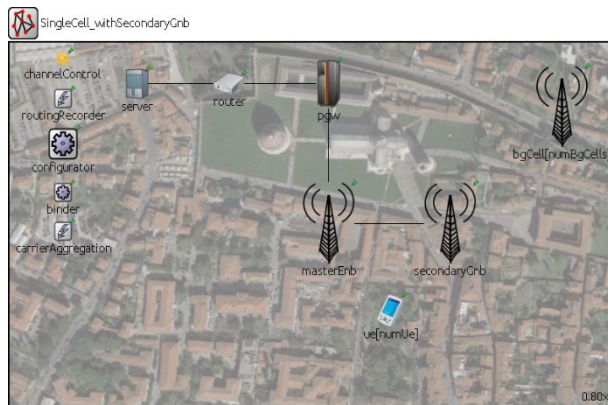 SingleCell_withSecondaryGnb
channelControl
routingRecorder
configurator
binder
carrierAggregation
server
router
pgw
bgCell[numBgCells]
masterEnb
secondaryGnb
ue[numUe]
0.80x